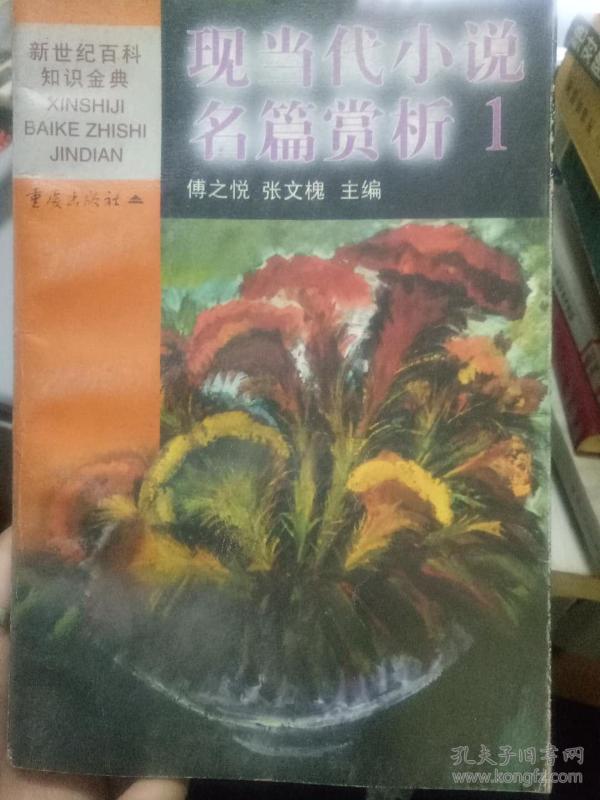 新世纪百科
知识金典
XINSHIJI
BAIKE ZHISHI
JINDIAN
重庆出版社
现当代小说
名篇赏析 1
傅之悦 张文槐 主编
孔夫子旧书网
www.kongfz.com